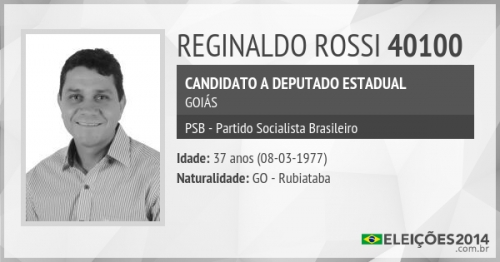 REGINALDO ROSSI 40100
CANDIDATO A DEPUTADO ESTADUAL
GOIÁS
PSB - Partido Socialista Brasileiro
Idade: 37 anos (08-03-1977)
Naturalidade: GO - Rubiataba
ELEIÇÕES2014
.com.br